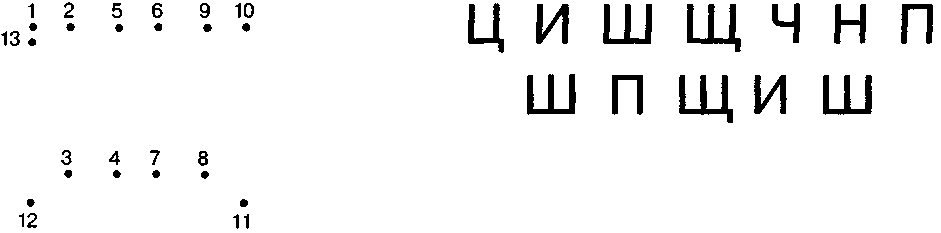 1 2 5 6 9 10
13
Ц И Ш Щ Ч Н П
Ш П Щ И Ш
3 4 7 8
12 11